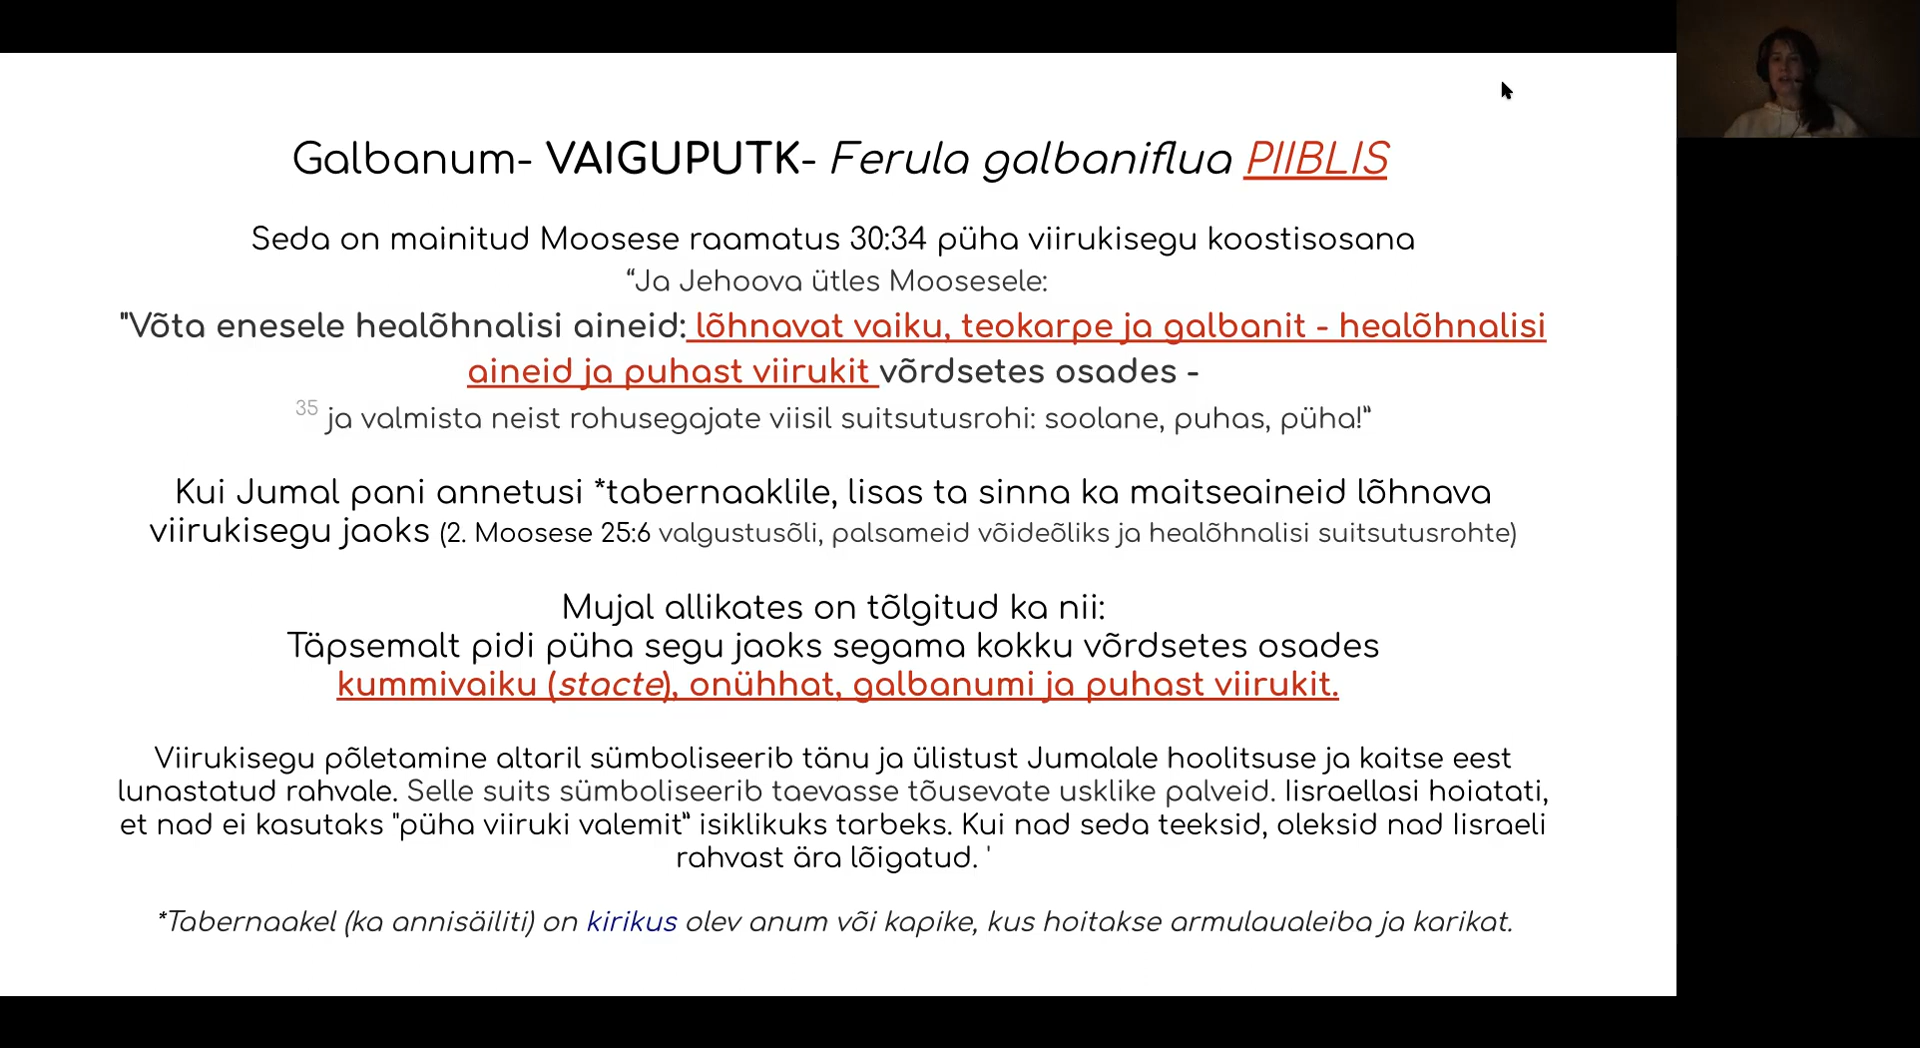 Galbanum- VAIGUPUTK- Ferula galbaniflua PIIBLIS
Seda on mainitud Moosese raamatus 30:34 püha viirukisegu koostisosana
“Ja Jehoova ütles Moosesele:
"Võta enesele healõhnalisi aineid: lõhnavat vaiku, teokarpe ja galbanit - healõhnalisi
aineid ja puhast viirukit võrdsetes osades -
35 ja valmista neist rohusegajate viisil suitsutusrohi: soolane, puhas, püha!”
Kui Jumal pani annetusi *tabernaaklile, lisas ta sinna ka maitseaineid lõhnava
viirukisegu jaoks (2. Moosese 25:6 valgustusõli, palsameid võideõliks ja healõhnalisi suitsutusrohte)
Mujal allikates on tõlgitud ka nii:
Täpsemalt pidi püha segu jaoks segama kokku võrdsetes osades
kummivaiku (stacte), onühhat, galbanumi ja puhast viirukit.
Viirukisegu põletamine altaril sümboliseerib tänu ja ülistust Jumalale hoolitsuse ja kaitse eest
lunastatud rahvale. Selle suits sümboliseerib taevasse tõusevate usklike palveid. Iisraellasi hoiatati,
et nad ei kasutaks "püha viiruki valemit” isiklikuks tarbeks. Kui nad seda teeksid, oleksid nad Iisraeli
rahvast ära lõigatud. '
*Tabernaakel (ka annisäiliti) on kirikus olev anum või kapike, kus hoitakse armulaualeiba ja karikat.